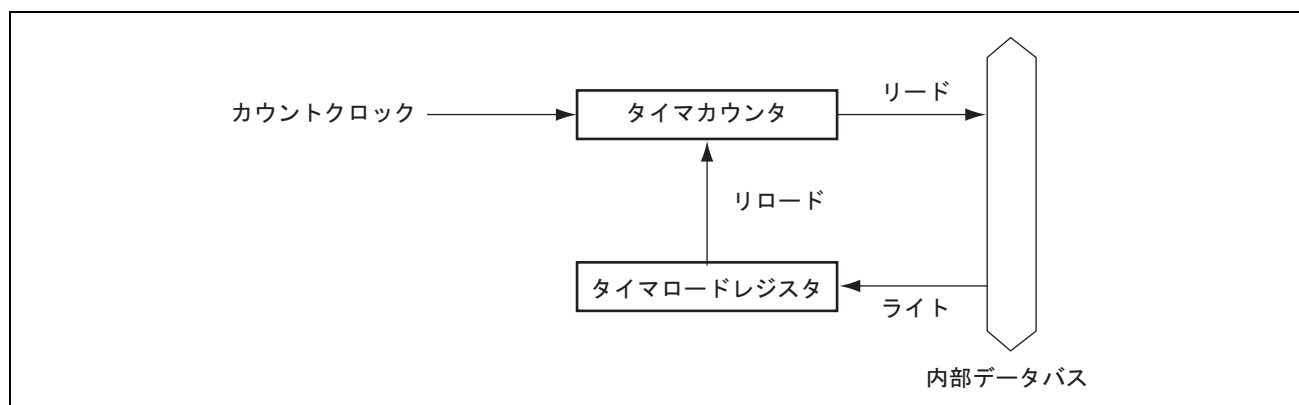 リード
カウントクロック
タイマカウンタ
リロード
タイマロードレジスタ
ライト
内部データバス